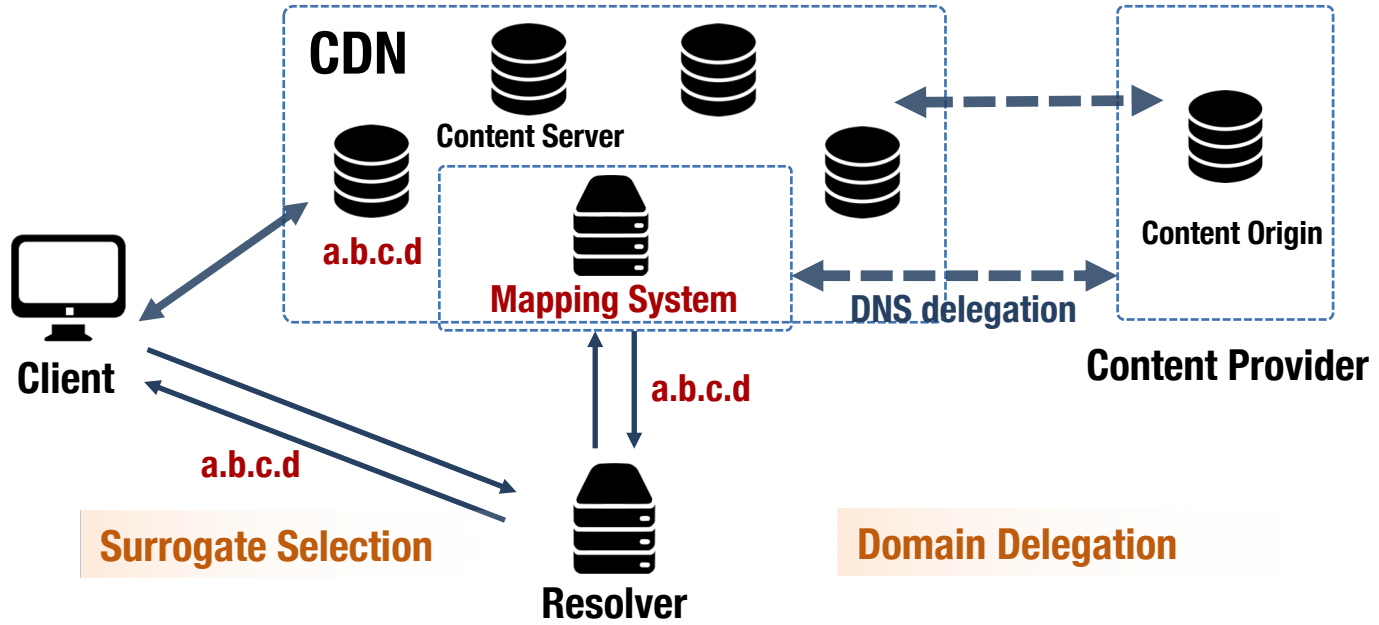 CDN
Content Server
a.b.c.d
Mapping System
Content Origin
DNS delegation
Content Provider
Client
a.b.c.d
a.b.c.d
Surrogate Selection
Domain Delegation
Resolver